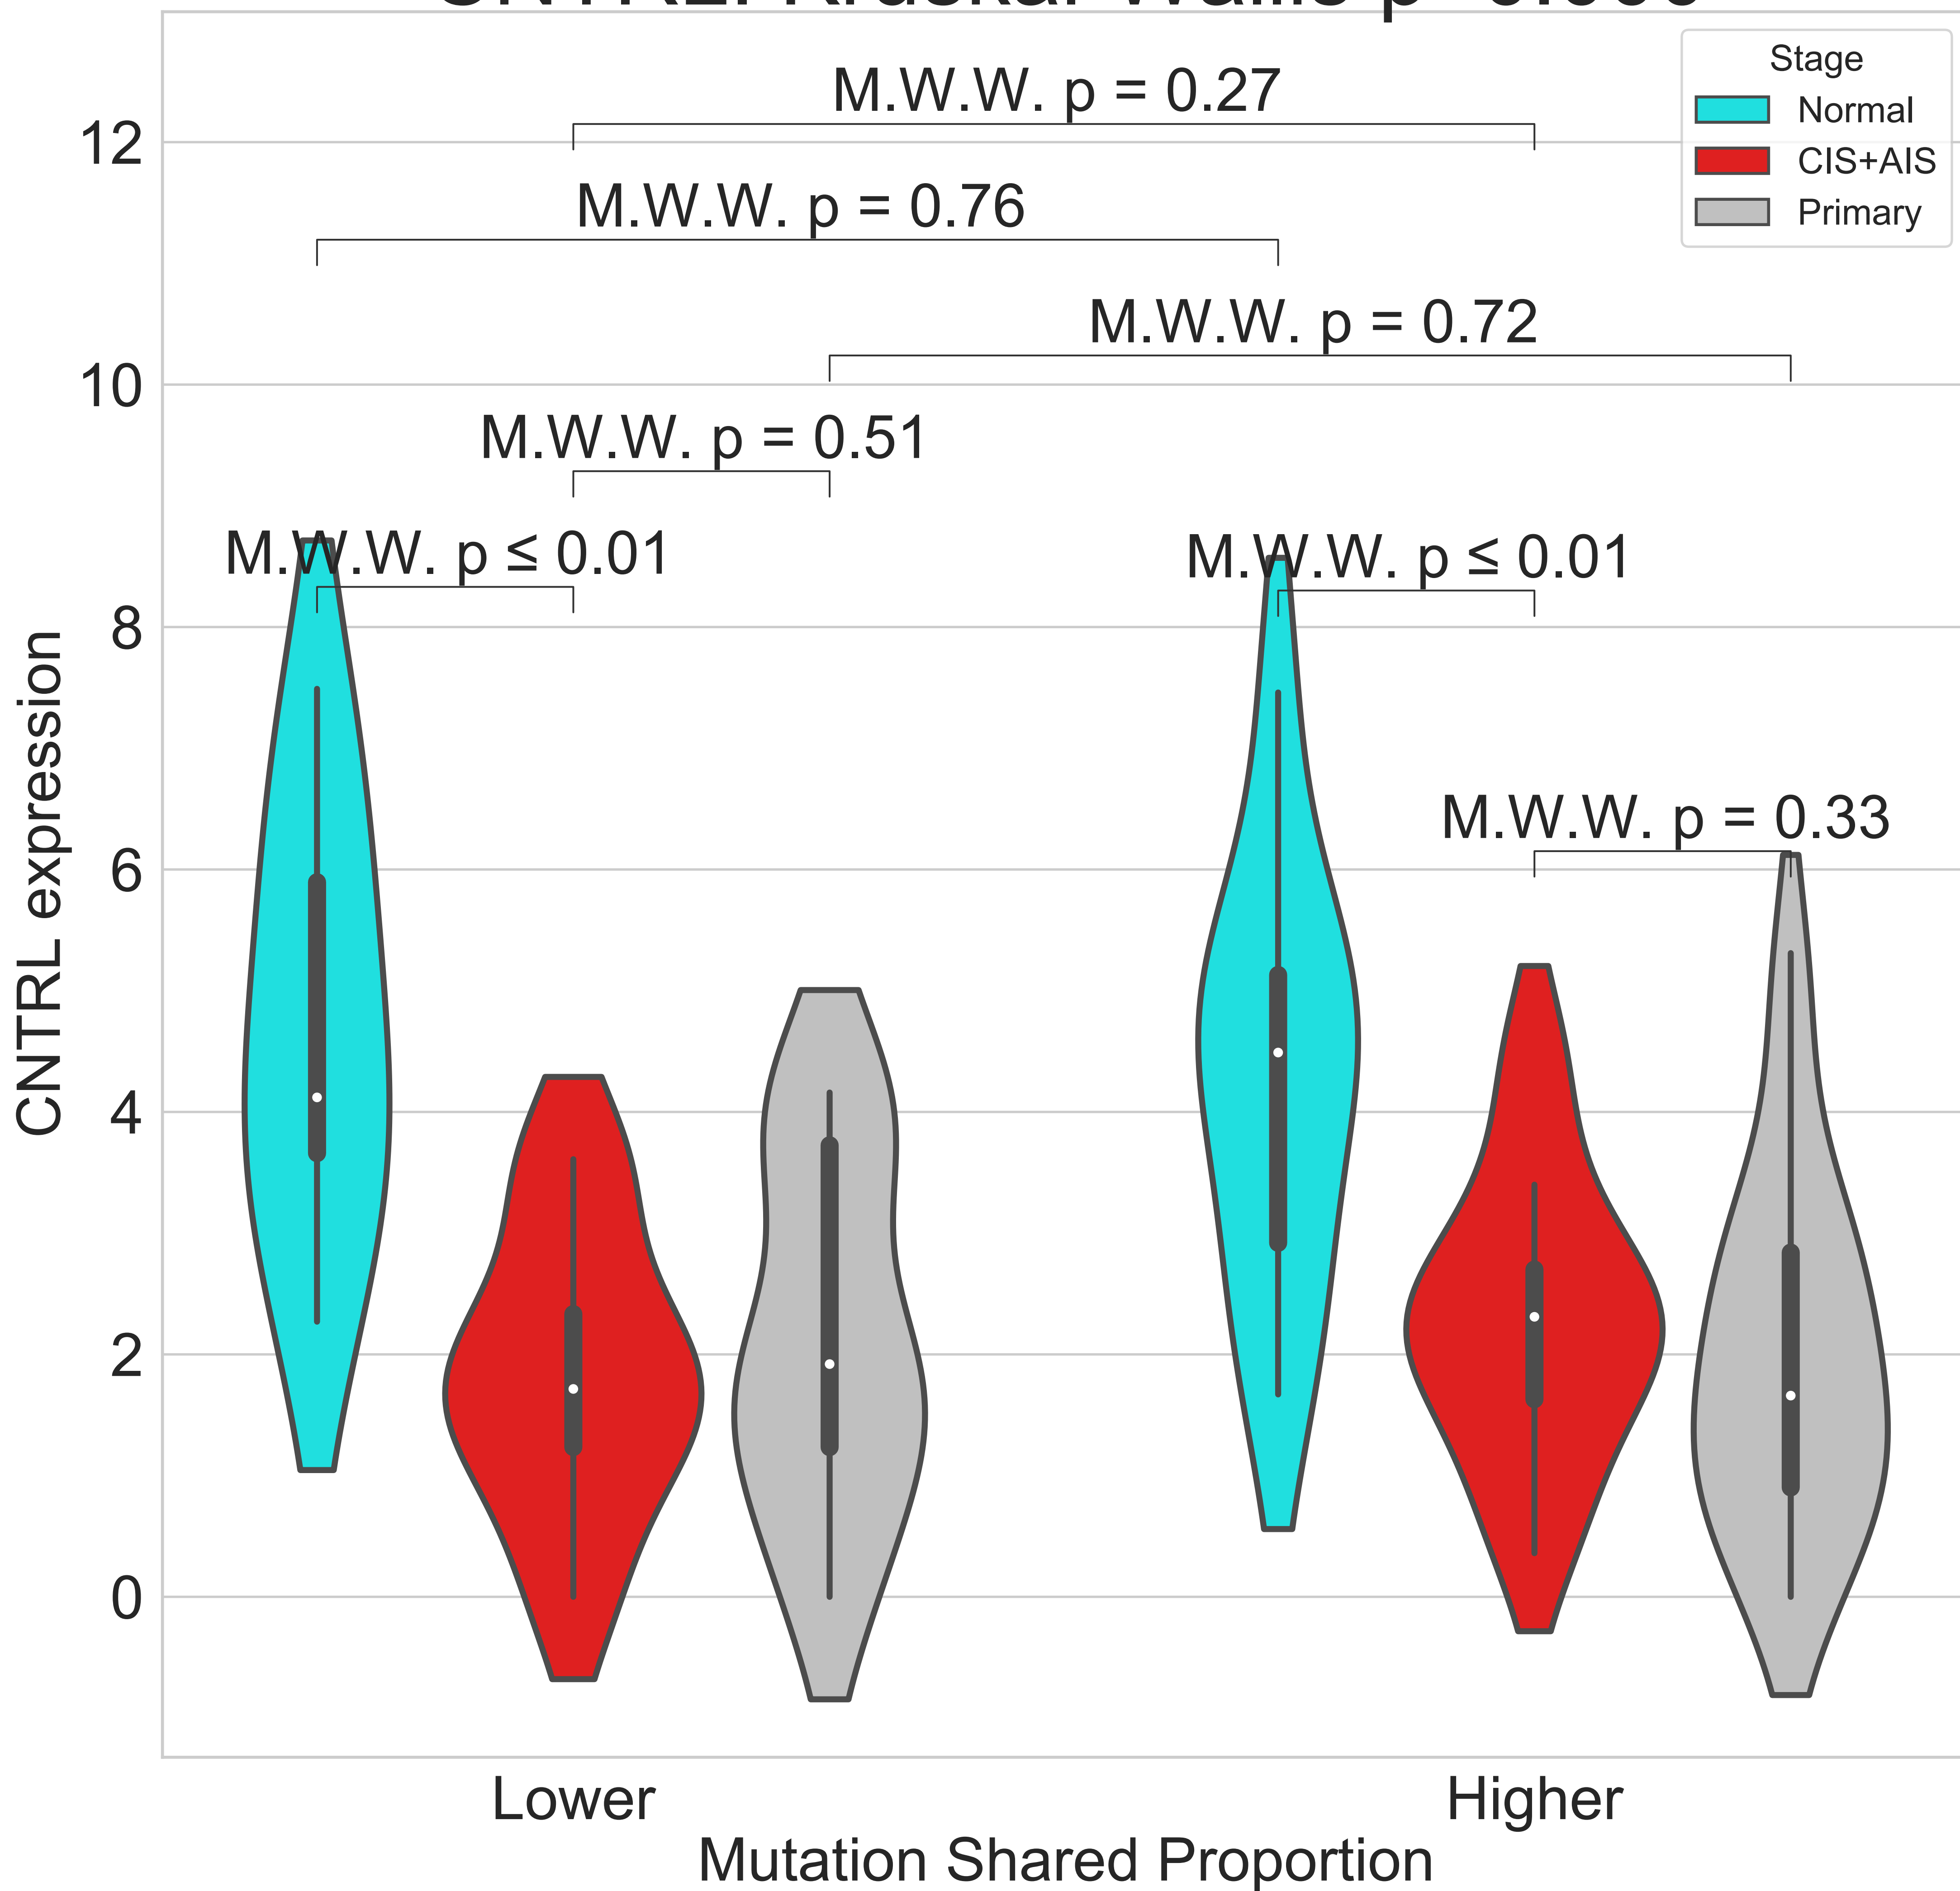 Stage
Normal
CIS+AIS
Primary
M.W.W. p = 0.27
M.W.W. p = 0.76
M.W.W. p = 0.72
M.W.W. p = 0.51
M.W.W. p ≤ 0.01
M.W.W. p ≤ 0.01
M.W.W. p = 0.33
12
10
8
6
4
2
0
CNTRL expression
Lower
Higher
Mutation Shared Proportion